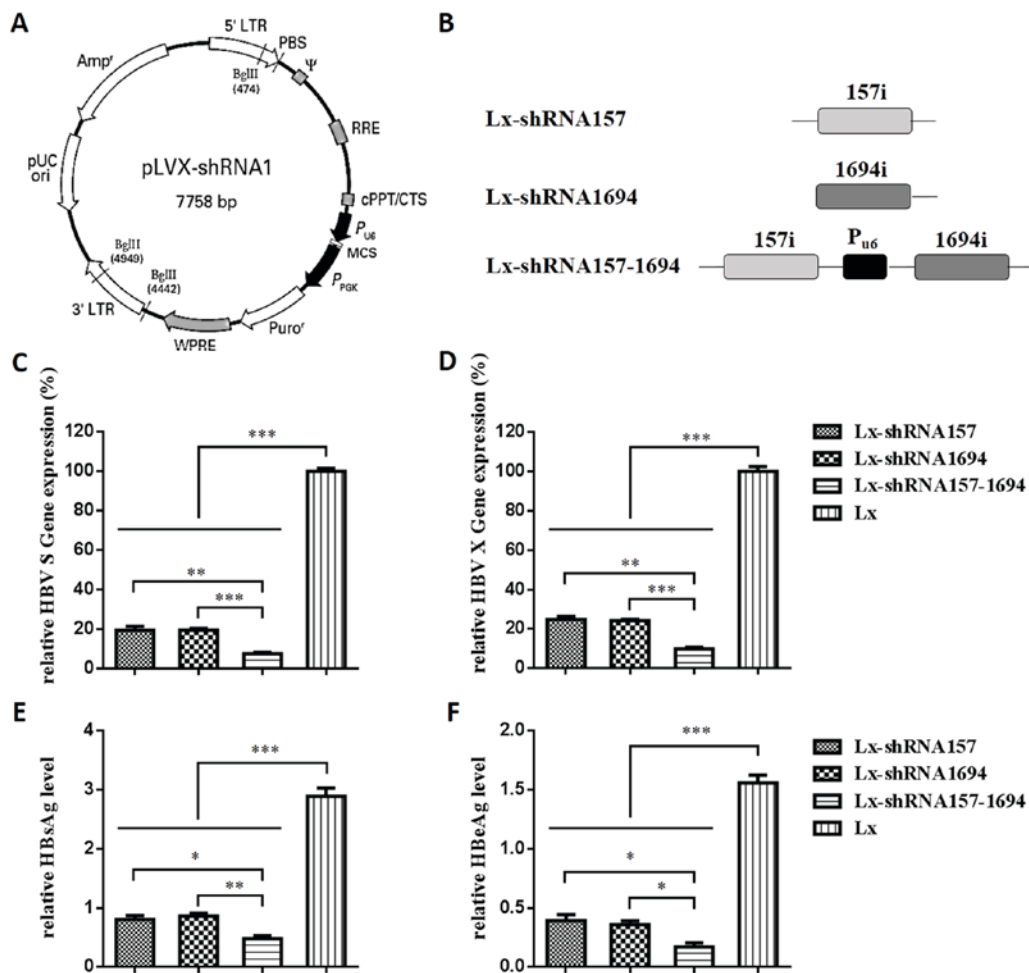 A
5' LTR
PBS
Ψ
BglII
(474)
Ampʳ
RRE
pUC
ori
pLVX-shRNA1
7758 bp
cPPT/CTS
PU6
MCS
PPGK
BglII
(4949)
BglII
(4442)
3' LTR
Puroʳ
WPRE
B
157i
Lx-shRNA157
1694i
Lx-shRNA1694
157i
Pu6
1694i
Lx-shRNA157-1694
C
relative HBV S Gene expression (%)
120
100
80
60
40
20
0
***
**
***
D
relative HBV X Gene expression (%)
120
100
80
60
40
20
0
***
**
***
Lx-shRNA157
Lx-shRNA1694
Lx-shRNA157-1694
Lx
E
relative HBsAg level
4
3
2
1
0
***
*
**
F
relative HBeAg level
2.0
1.5
1.0
0.5
0.0
***
*
*
Lx-shRNA157
Lx-shRNA1694
Lx-shRNA157-1694
Lx